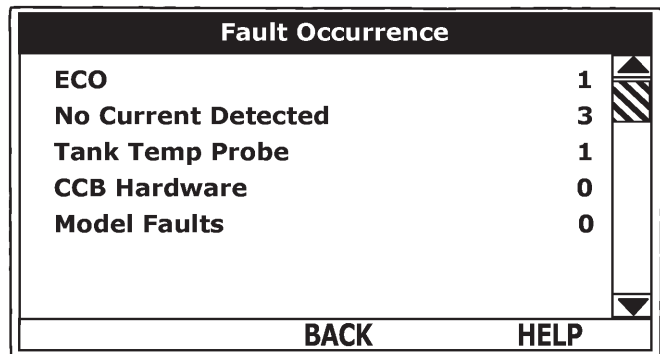 Fault Occurrence
ECO 1
No Current Detected 3
Tank Temp Probe 1
CCB Hardware 0
Model Faults 0
BACK HELP